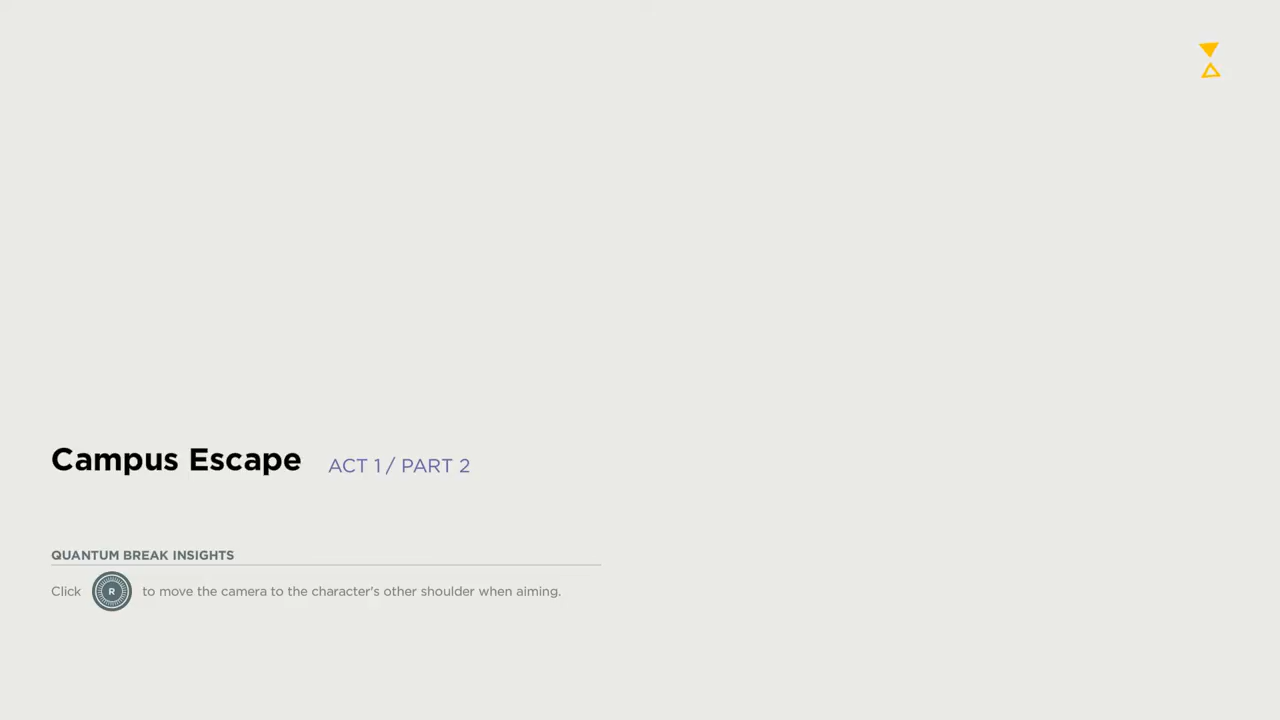 Campus Escape ACT 1 / PART 2
QUANTUM BREAK INSIGHTS
Click R to move the camera to the character's other shoulder when aiming.